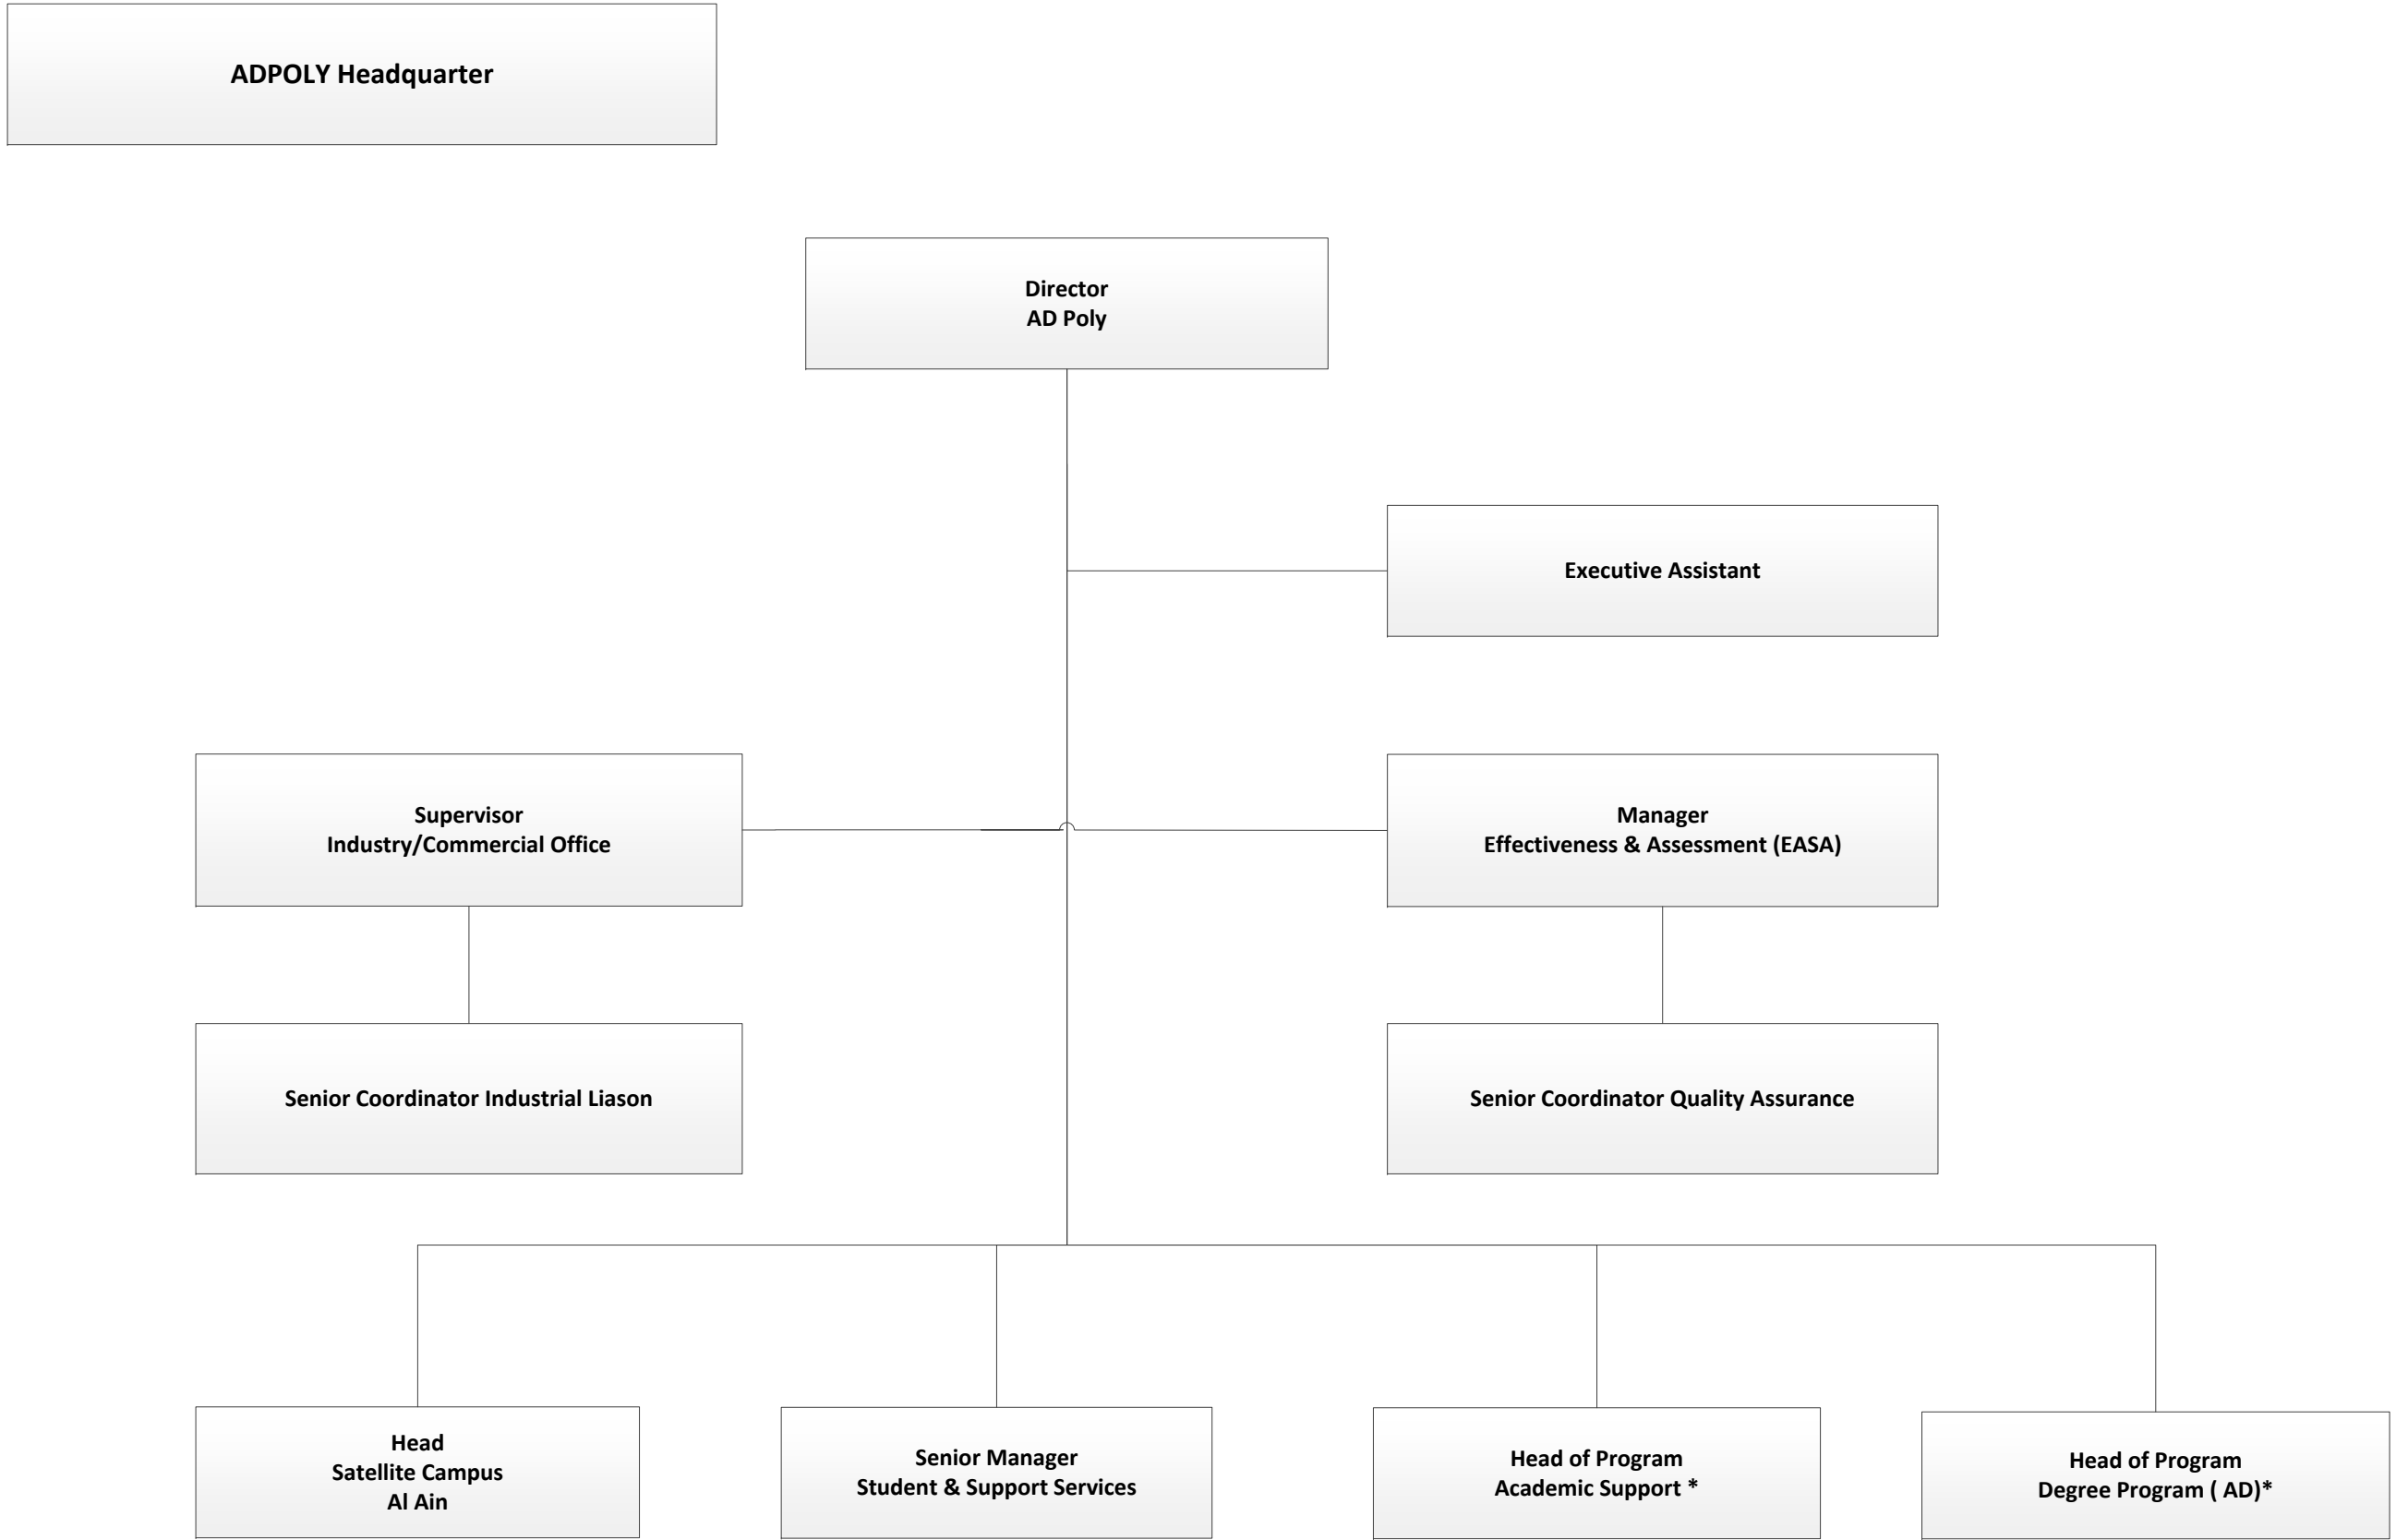 ADPOLY Headquarter
Director
AD Poly
Executive Assistant
Supervisor
Industry/Commercial Office
Manager
Effectiveness & Assessment (EASA)
Senior Coordinator Industrial Liason
Senior Coordinator Quality Assurance
Head
Satellite Campus
Al Ain
Senior Manager
Student & Support Services
Head of Program
Academic Support *
Head of Program
Degree Program ( AD)*